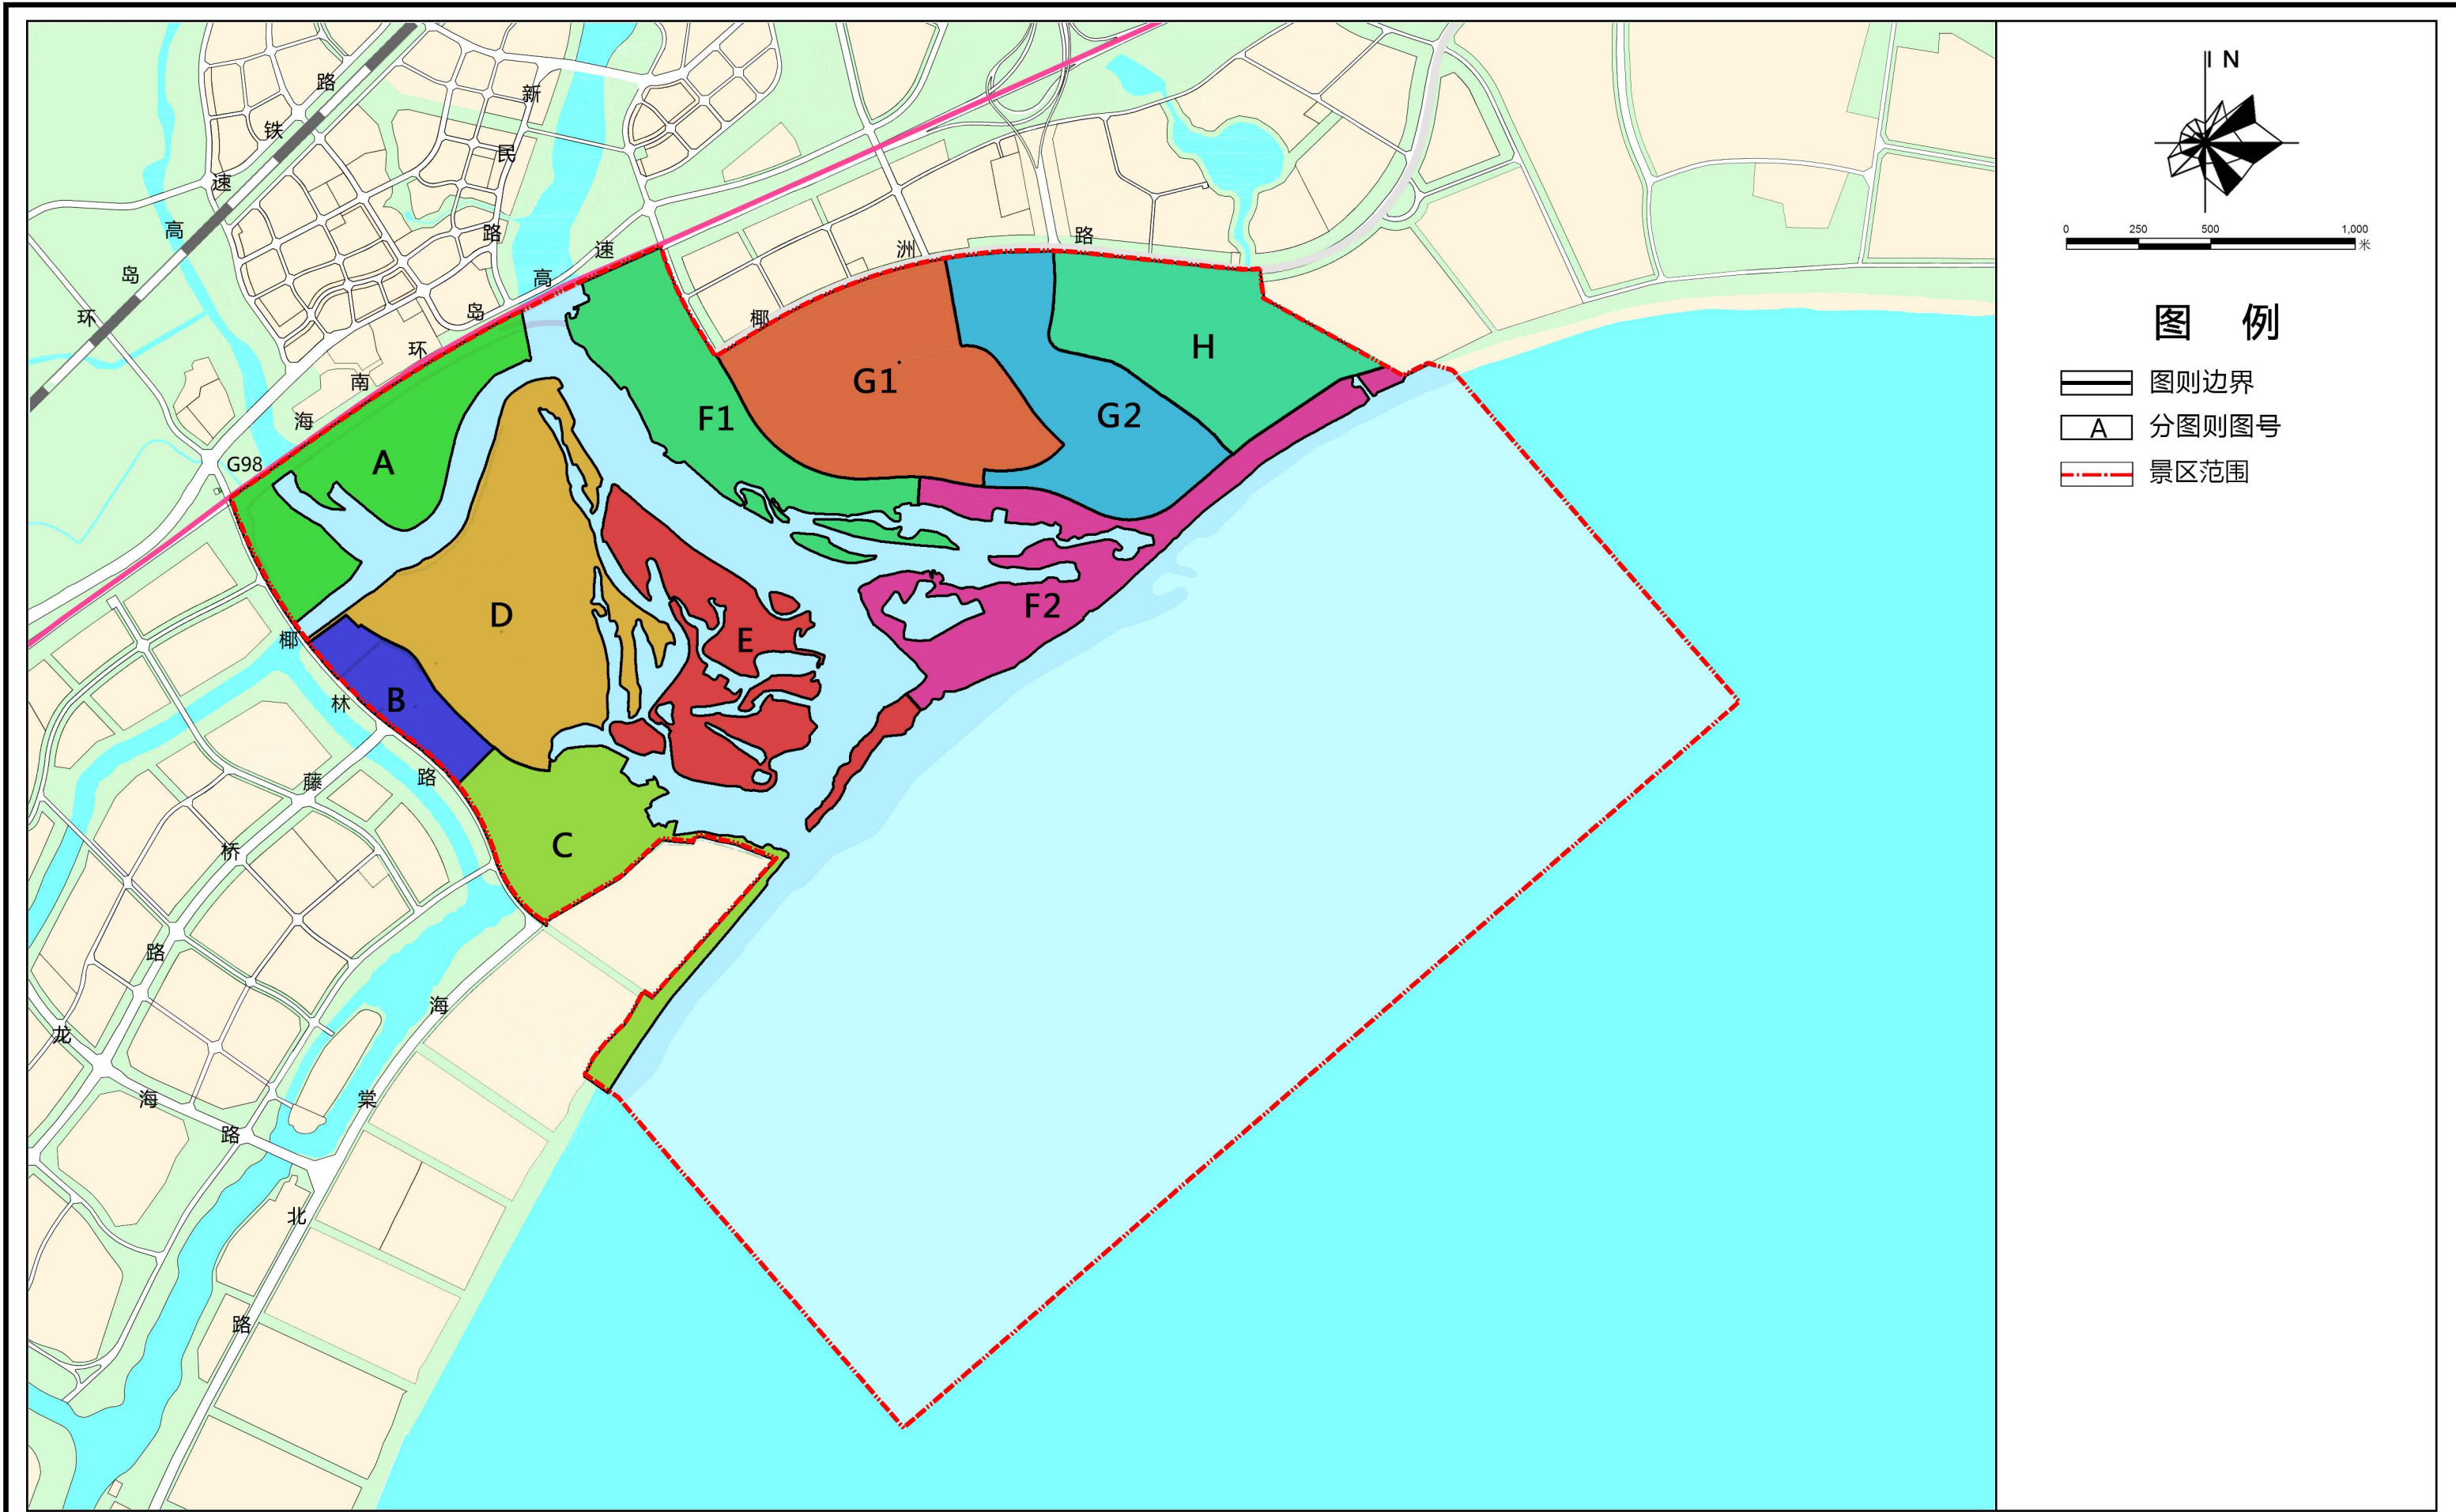 N
0 250 500 1,000
米
图 例
图则边界
A 分图则图号
景区范围
环岛高速铁路
新民路
海南环岛高速
G98
椰洲路
椰林路
藤桥路
龙海路
海棠北路
A
B
C
D
E
F1
F2
G1
G2
H